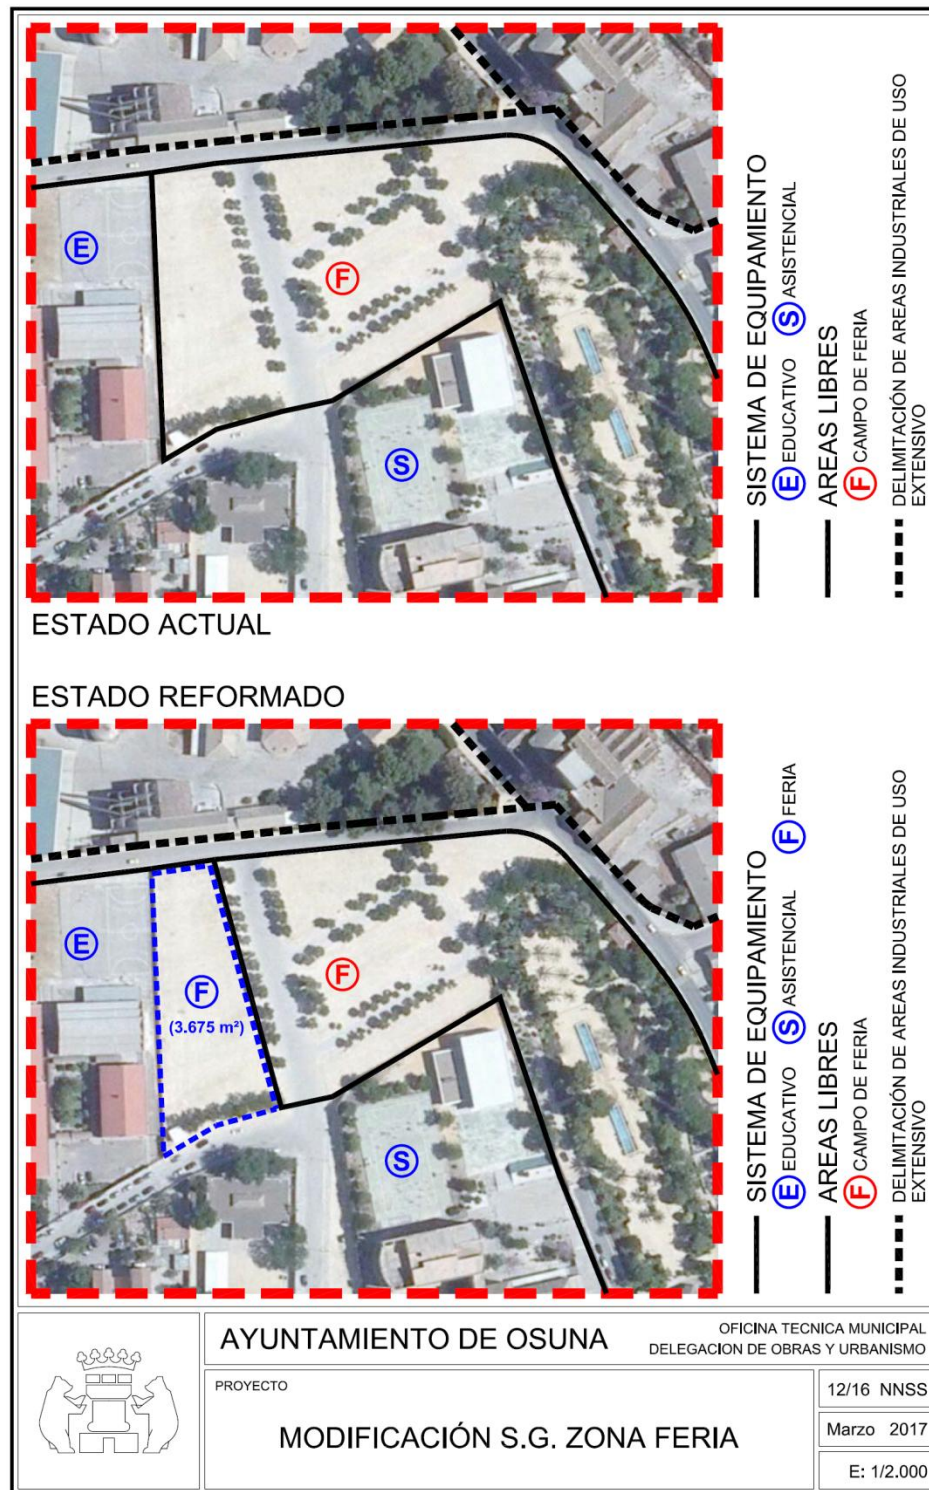 E
F
S
SISTEMA DE EQUIPAMIENTO
E EDUCATIVO S ASISTENCIAL
AREAS LIBRES
F CAMPO DE FERIA
DELIMITACIÓN DE AREAS INDUSTRIALES DE USO
EXTENSIVO
ESTADO ACTUAL
ESTADO REFORMADO
E
F
(3.675 m²)
F
S
SISTEMA DE EQUIPAMIENTO
E EDUCATIVO S ASISTENCIAL F FERIA
AREAS LIBRES
F CAMPO DE FERIA
DELIMITACIÓN DE AREAS INDUSTRIALES DE USO
EXTENSIVO
AYUNTAMIENTO DE OSUNA
OFICINA TECNICA MUNICIPAL
DELEGACION DE OBRAS Y URBANISMO
PROYECTO
MODIFICACIÓN S.G. ZONA FERIA
12/16 NNSS
Marzo 2017
E: 1/2.000